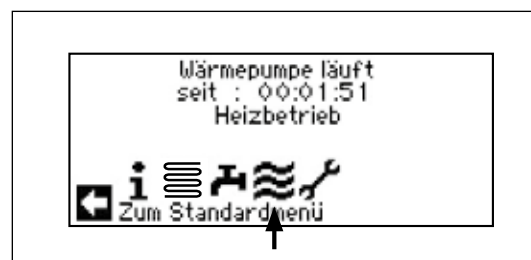 Wärmepumpe läuft
seit : 00:01:51
Heizbetrieb
Zum Standardmenü